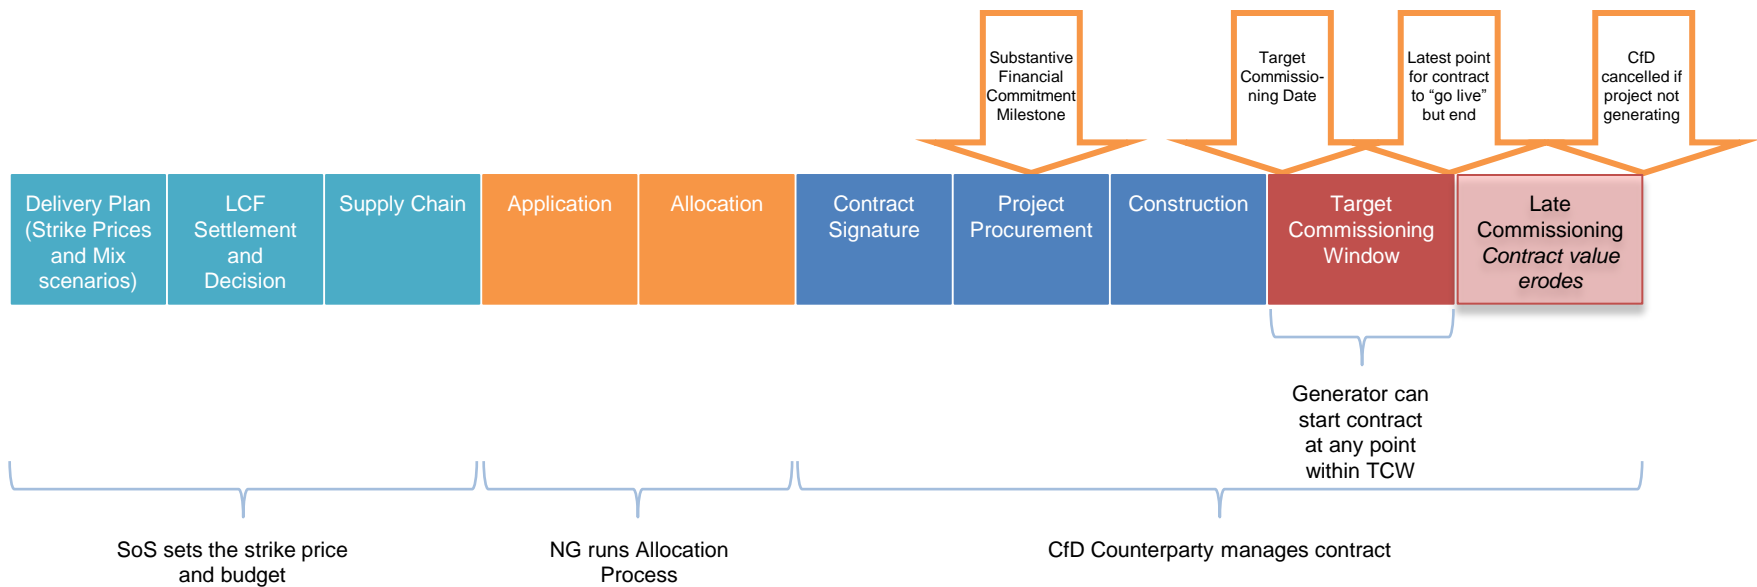 Substantive
Financial
Commitment
Milestone
Target
Commissio-
ning Date
Latest point
for contract
to “go live”
but end
CfD
cancelled if
project not
generating
Delivery Plan
(Strike Prices
and Mix
scenarios)
LCF
Settlement
and
Decision
Supply Chain
Application
Allocation
Contract
Signature
Project
Procurement
Construction
Target
Commissioning
Window
Late
Commissioning
Contract value
erodes
Generator can
start contract
at any point
within TCW
SoS sets the strike price
and budget
NG runs Allocation
Process
CfD Counterparty manages contract